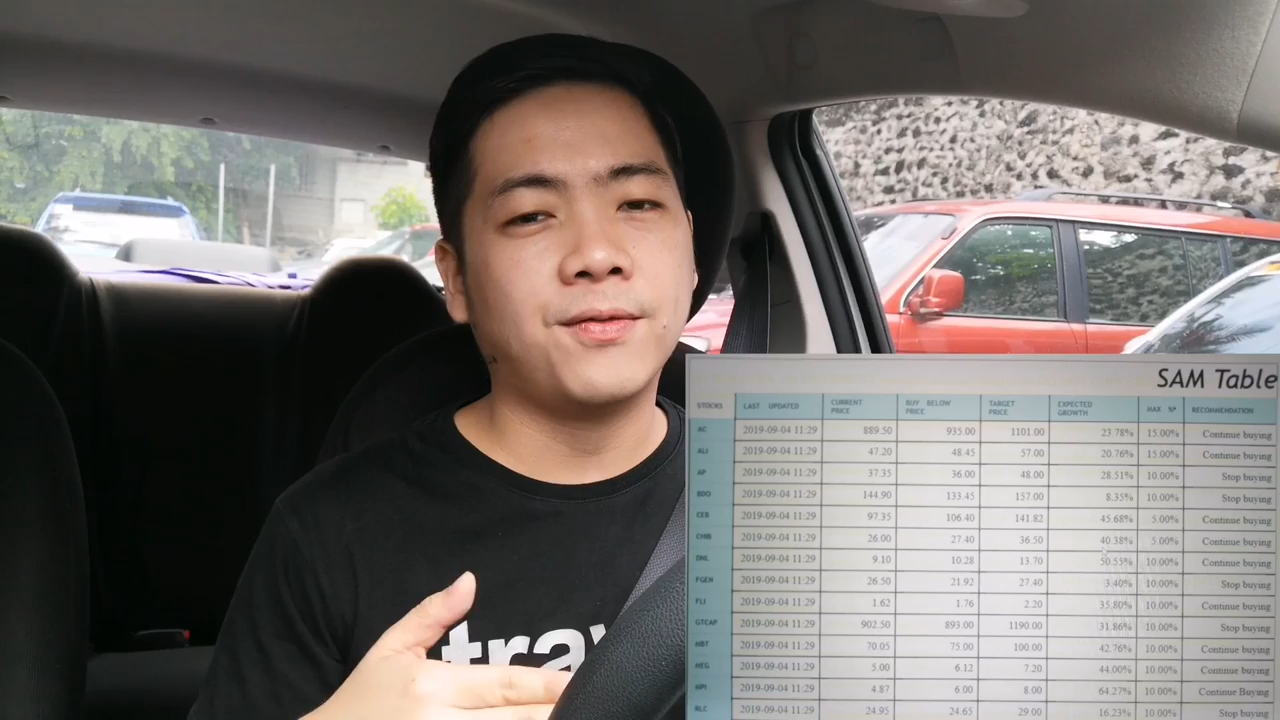 SAM Table
STOCKS LAST UPDATED CURRENT PRICE BUY BELOW PRICE TARGET PRICE EXPECTED GROWTH MAX %* RECOMMENDATION
AC 2019-09-04 11:29 889.50 935.00 1101.00 23.78% 15.00% Continue buying
ALI 2019-09-04 11:29 47.20 48.45 57.00 20.76% 15.00% Continue buying
AP 2019-09-04 11:29 37.35 36.00 48.00 28.51% 10.00% Stop buying
BDO 2019-09-04 11:29 144.90 133.45 157.00 8.35% 10.00% Stop buying
CEB 2019-09-04 11:29 97.35 106.40 141.82 45.68% 5.00% Continue buying
CHIB 2019-09-04 11:29 26.00 27.40 36.50 40.38% 5.00% Continue buying
DNL 2019-09-04 11:29 9.10 10.28 13.70 50.55% 10.00% Continue buying
FGEN 2019-09-04 11:29 26.50 21.92 27.40 3.40% 10.00% Stop buying
FLI 2019-09-04 11:29 1.62 1.76 2.20 35.80% 10.00% Continue buying
GTCAP 2019-09-04 11:29 902.50 893.00 1190.00 31.86% 10.00% Stop buying
MBT 2019-09-04 11:29 70.05 75.00 100.00 42.76% 10.00% Continue buying
MEG 2019-09-04 11:29 5.00 6.12 7.20 44.00% 10.00% Continue buying
MPI 2019-09-04 11:29 4.87 6.00 8.00 64.27% 10.00% Continue Buying
RLC 2019-09-04 11:29 24.95 24.65 29.00 16.23% 10.00% Stop buying